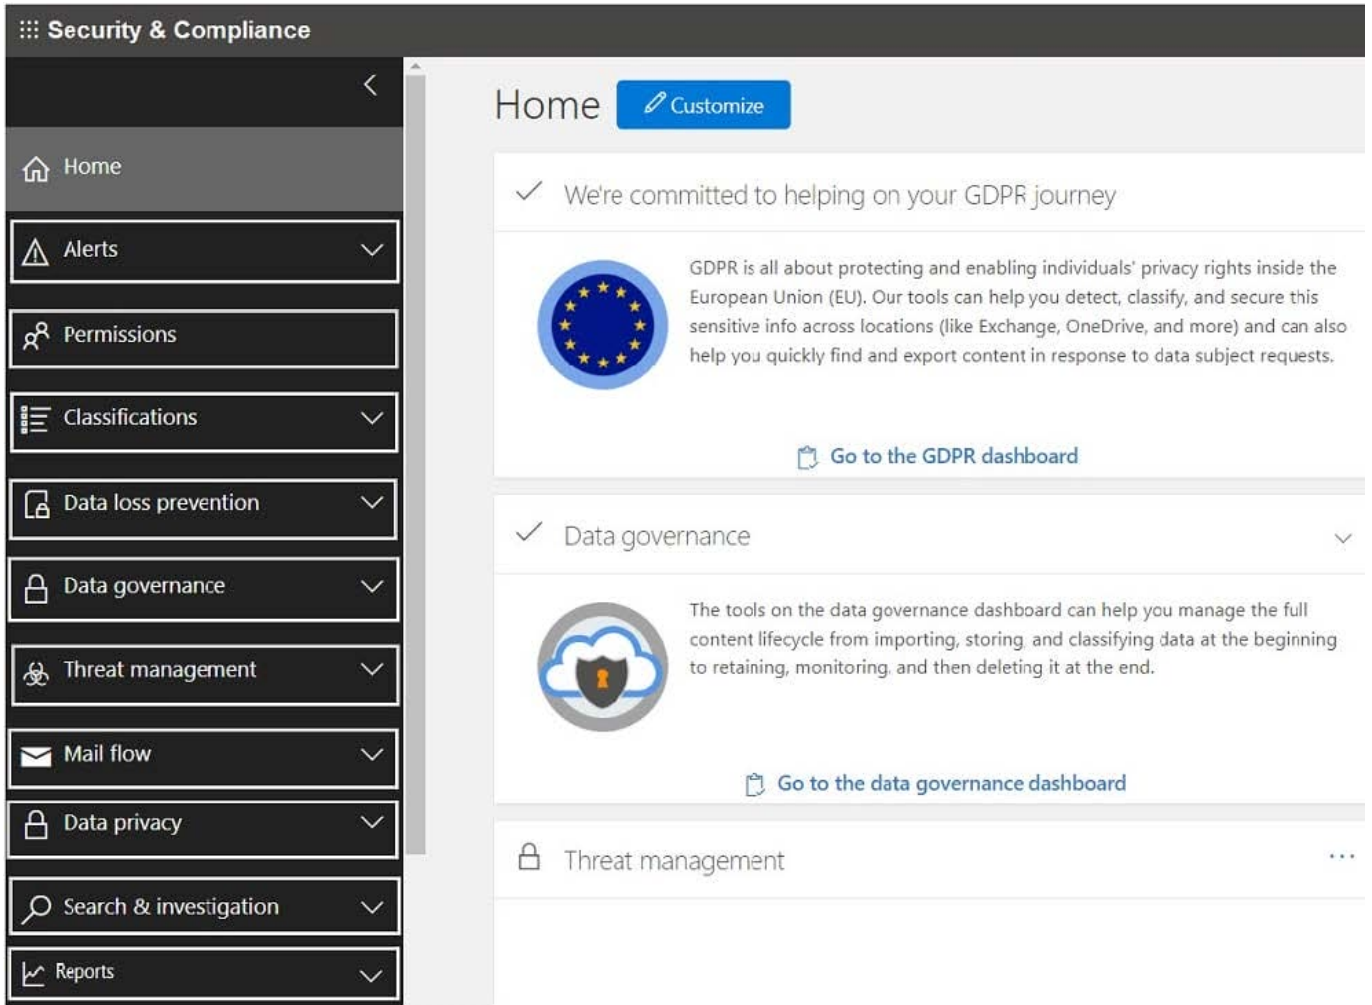 Security & Compliance
Home
Alerts
Permissions
Classifications
Data loss prevention
Data governance
Threat management
Mail flow
Data privacy
Search & investigation
Reports
Home
Customize
We're committed to helping on your GDPR journey
GDPR is all about protecting and enabling individuals' privacy rights inside the
European Union (EU). Our tools can help you detect, classify, and secure this
sensitive info across locations (like Exchange, OneDrive, and more) and can also
help you quickly find and export content in response to data subject requests.
Go to the GDPR dashboard
Data governance
The tools on the data governance dashboard can help you manage the full
content lifecycle from importing, storing, and classifying data at the beginning
to retaining, monitoring, and then deleting it at the end.
Go to the data governance dashboard
Threat management